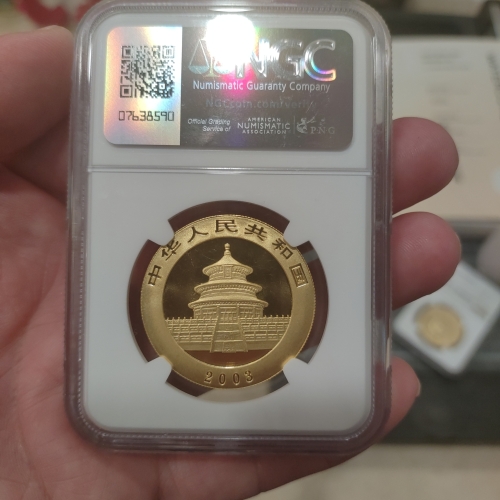 NGC
Numismatic Guaranty Company
07638590
Official Grading
Service of
AMERICAN
NUMISMATIC
ASSOCIATION
PNG
中华人民共和国
2008